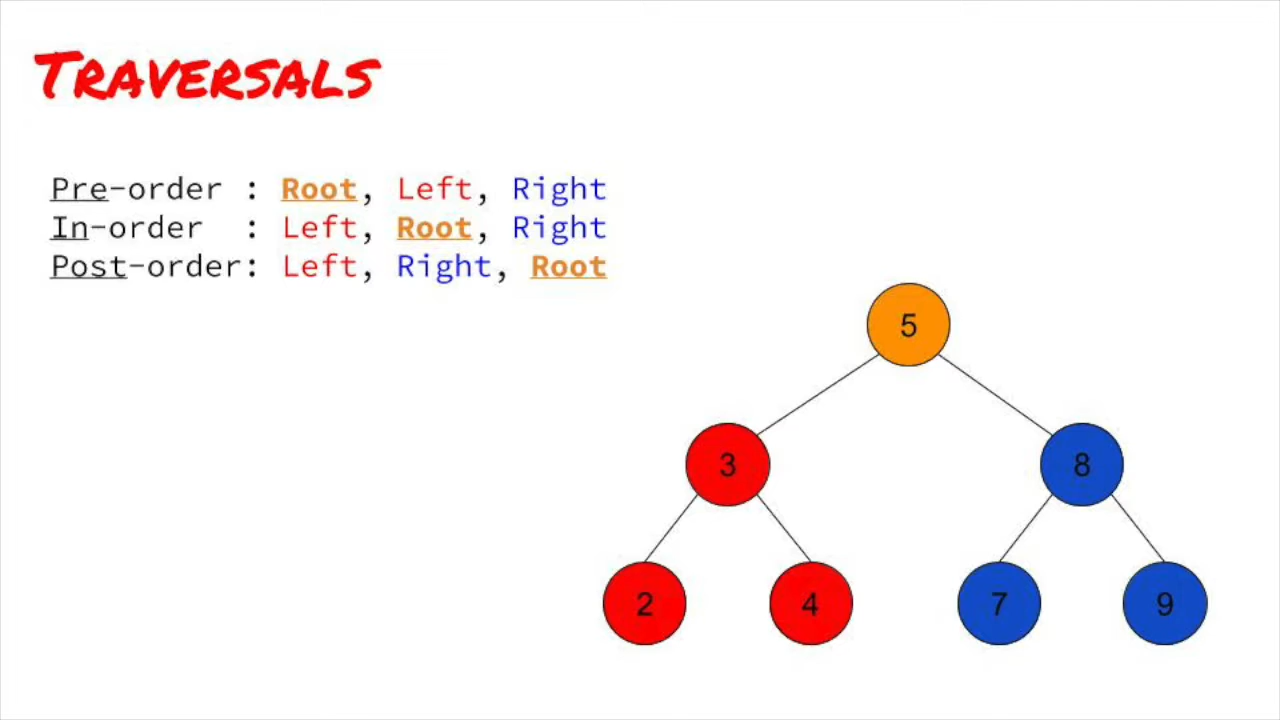 TRAVERSALS
Pre-order : Root, Left, Right
In-order  : Left, Root, Right
Post-order: Left, Right, Root
5
3
8
2
4
7
9